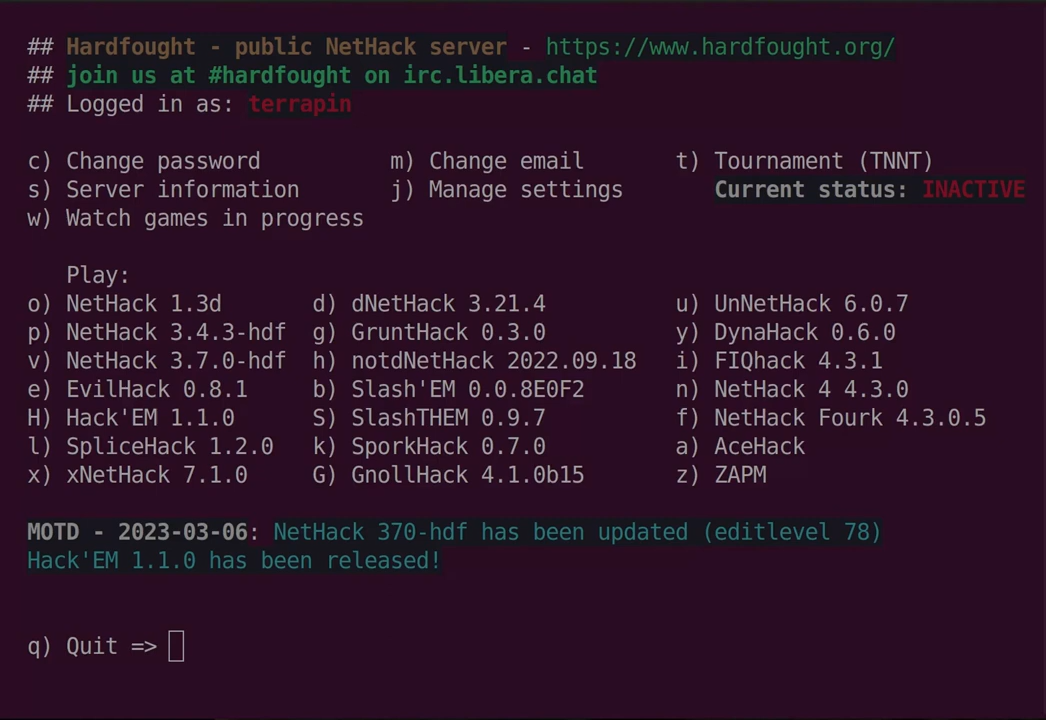 ## Hardfought - public NetHack server - https://www.hardfought.org/
## join us at #hardfought on irc.libera.chat
## Logged in as: terrapin
c) Change password m) Change email t) Tournament (TNNT)
s) Server information j) Manage settings Current status: INACTIVE
w) Watch games in progress
Play:
o) NetHack 1.3d d) dNetHack 3.21.4 u) UnNetHack 6.0.7
p) NetHack 3.4.3-hdf g) GruntHack 0.3.0 y) DynaHack 0.6.0
v) NetHack 3.7.0-hdf h) notdNetHack 2022.09.18 i) FIQhack 4.3.1
e) EvilHack 0.8.1 b) Slash'EM 0.0.8E0F2 n) NetHack 4 4.3.0
H) Hack'EM 1.1.0 S) SlashTHEM 0.9.7 f) NetHack Fourk 4.3.0.5
l) SpliceHack 1.2.0 k) SporkHack 0.7.0 a) AceHack
x) xNetHack 7.1.0 G) GnollHack 4.1.0b15 z) ZAPM
MOTD - 2023-03-06: NetHack 370-hdf has been updated (editlevel 78)
Hack'EM 1.1.0 has been released!
q) Quit =>